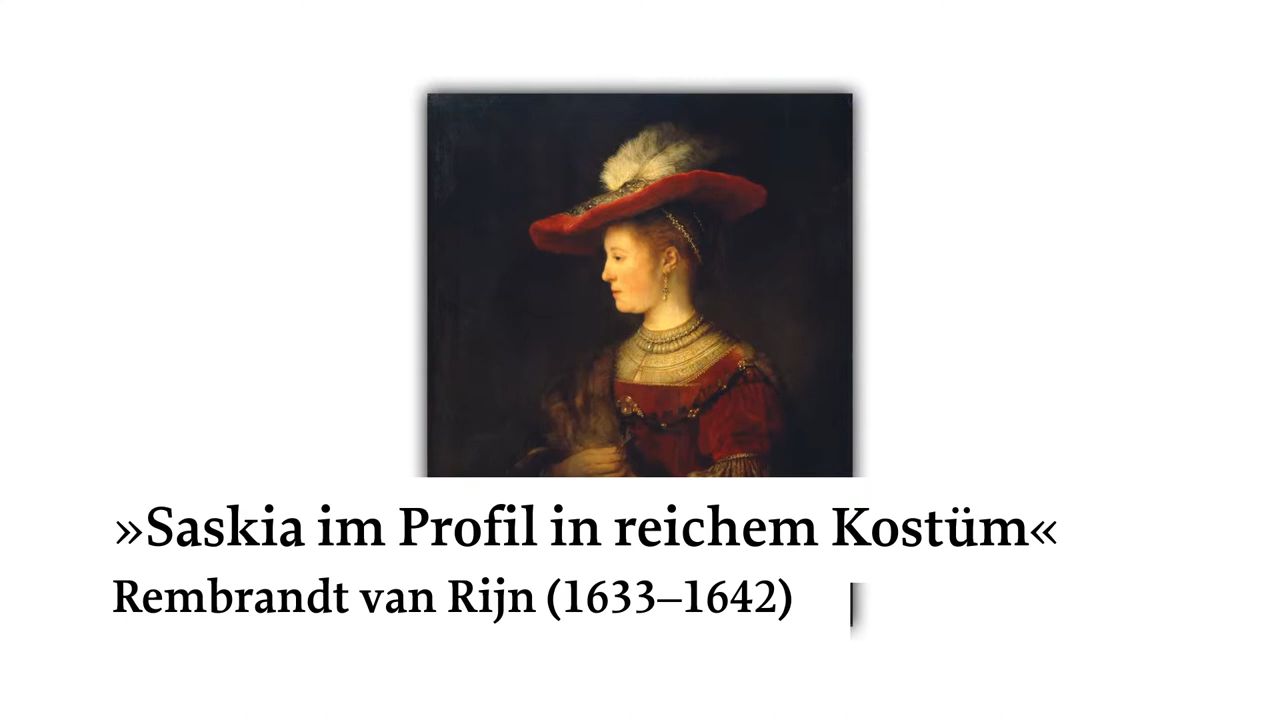 »Saskia im Profil in reichem Kostüm«
Rembrandt van Rijn (1633–1642)